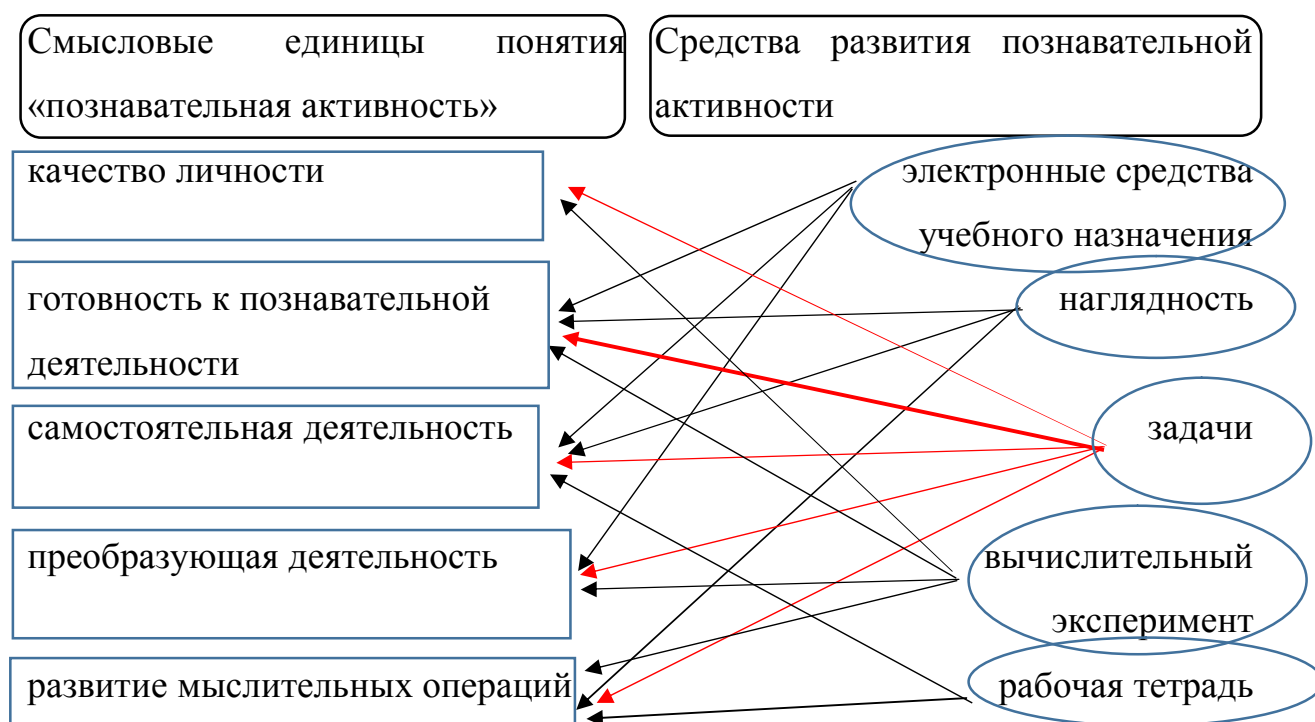 Смысловые единицы понятия
«познавательная активность»
Средства развития познавательной
активности
качество личности
готовность к познавательной
деятельности
самостоятельная деятельность
преобразующая деятельность
развитие мыслительных операций
электронные средства
учебного назначения
наглядность
задачи
вычислительный
эксперимент
рабочая тетрадь